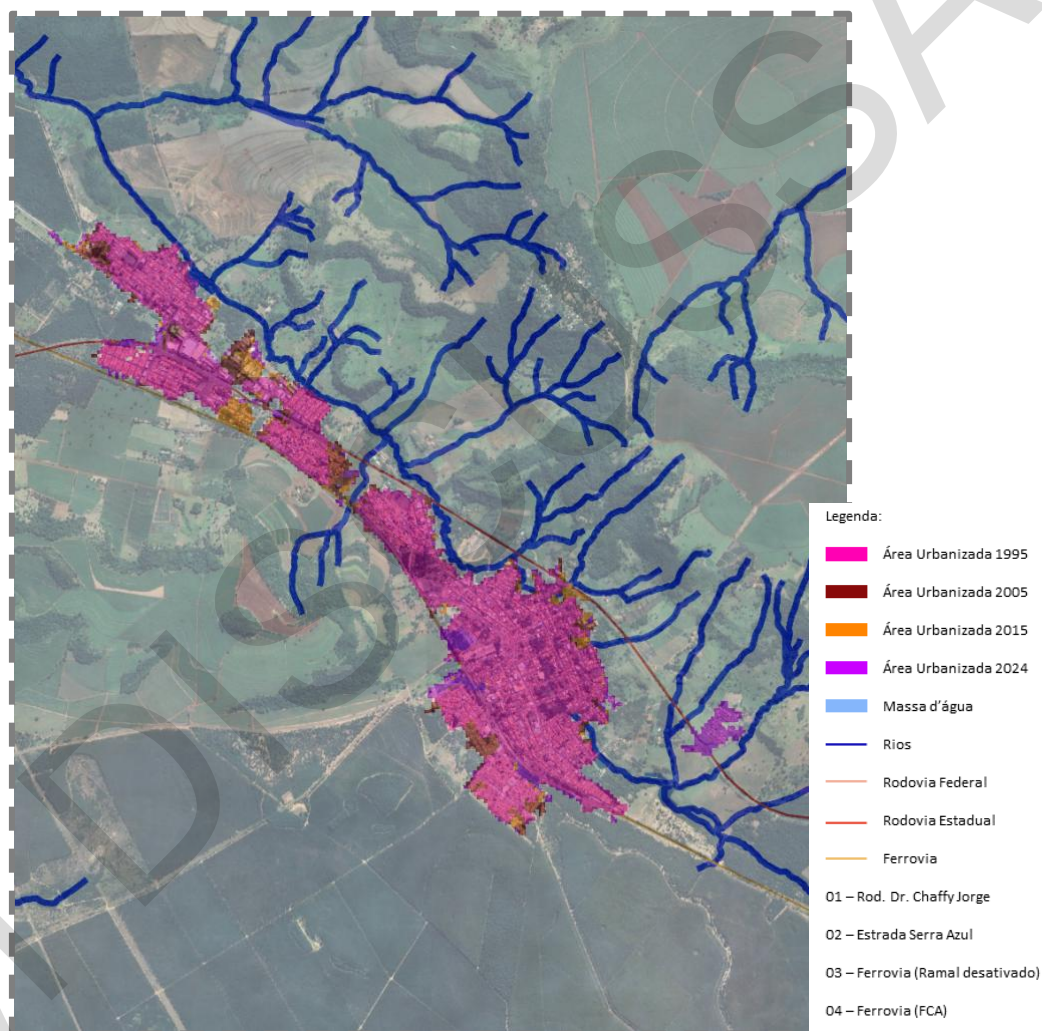 Legenda:
Área Urbanizada 1995
Área Urbanizada 2005
Área Urbanizada 2015
Área Urbanizada 2024
Massa d'água
Rios
Rodovia Federal
Rodovia Estadual
Ferrovia
01 – Rod. Dr. Chaffy Jorge
02 – Estrada Serra Azul
03 – Ferrovia (Ramal desativado)
04 – Ferrovia (FCA)